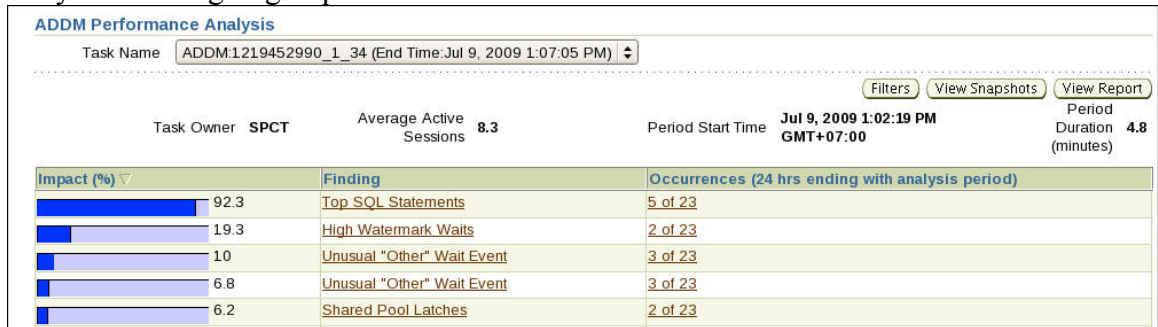 ADDM Performance Analysis
Task Name ADDM:1219452990_1_34 (End Time:Jul 9, 2009 1:07:05 PM)
Filters View Snapshots View Report
Task Owner SPCT
Average Active
Sessions 8.3
Period Start Time Jul 9, 2009 1:02:19 PM
GMT+07:00
Period
Duration 4.8
(minutes)
Impact (%) Finding Occurrences (24 hrs ending with analysis period)
92.3 Top SQL Statements 5 of 23
19.3 High Watermark Waits 2 of 23
10 Unusual "Other" Wait Event 3 of 23
6.8 Unusual "Other" Wait Event 3 of 23
6.2 Shared Pool Latches 2 of 23